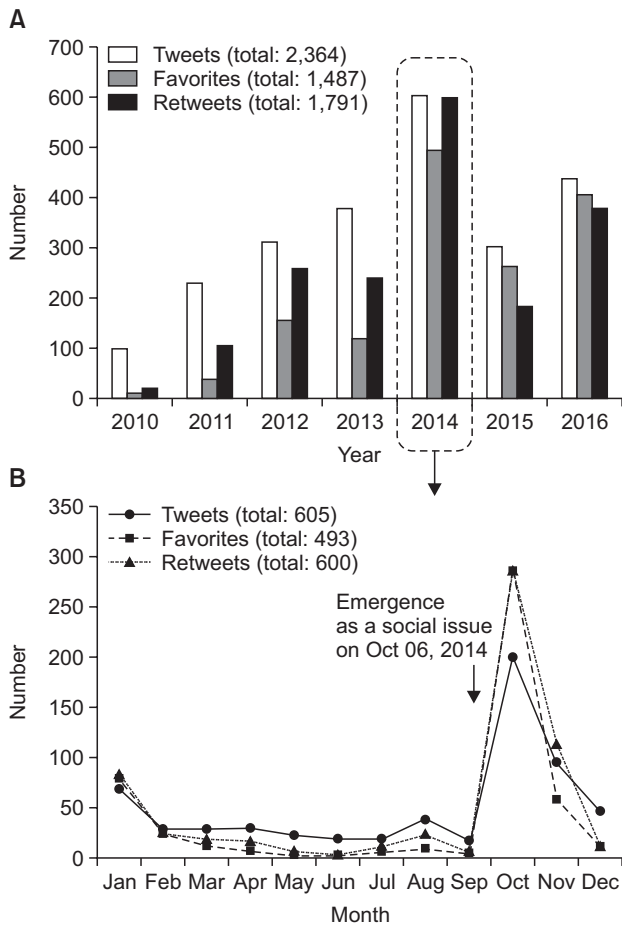 A
700
600
500
400
300
200
100
0
Number
Tweets (total: 2,364)
Favorites (total: 1,487)
Retweets (total: 1,791)
2010 2011 2012 2013 2014 2015 2016
Year
B
350
300
250
200
150
100
50
0
Number
Tweets (total: 605)
Favorites (total: 493)
Retweets (total: 600)
Emergence
as a social issue
on Oct 06, 2014
Jan Feb Mar Apr May Jun Jul Aug Sep Oct Nov Dec
Month